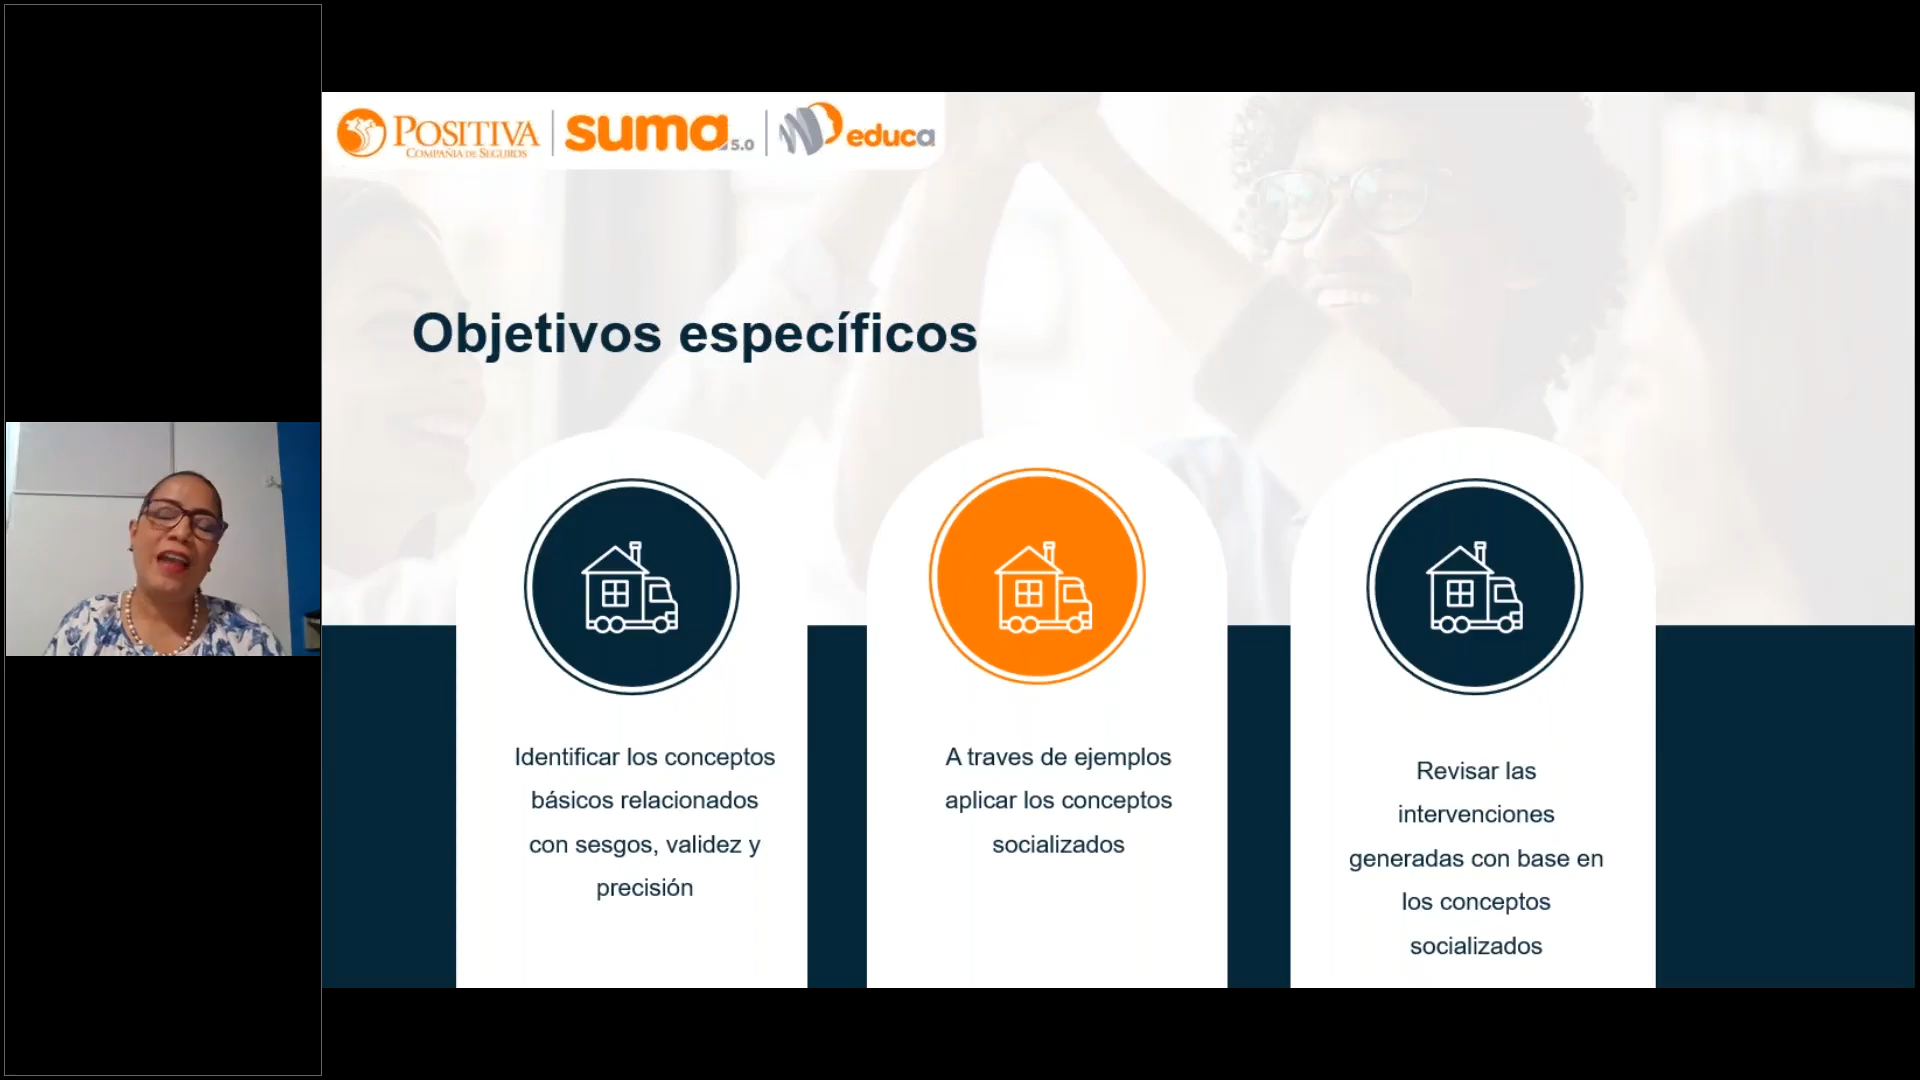 POSITIVA
COMPAÑIA DE SEGUROS
suma 5.0
educa
Objetivos específicos
Identificar los conceptos
básicos relacionados
con sesgos, validez y
precisión
A traves de ejemplos
aplicar los conceptos
socializados
Revisar las
intervenciones
generadas con base en
los conceptos
socializados